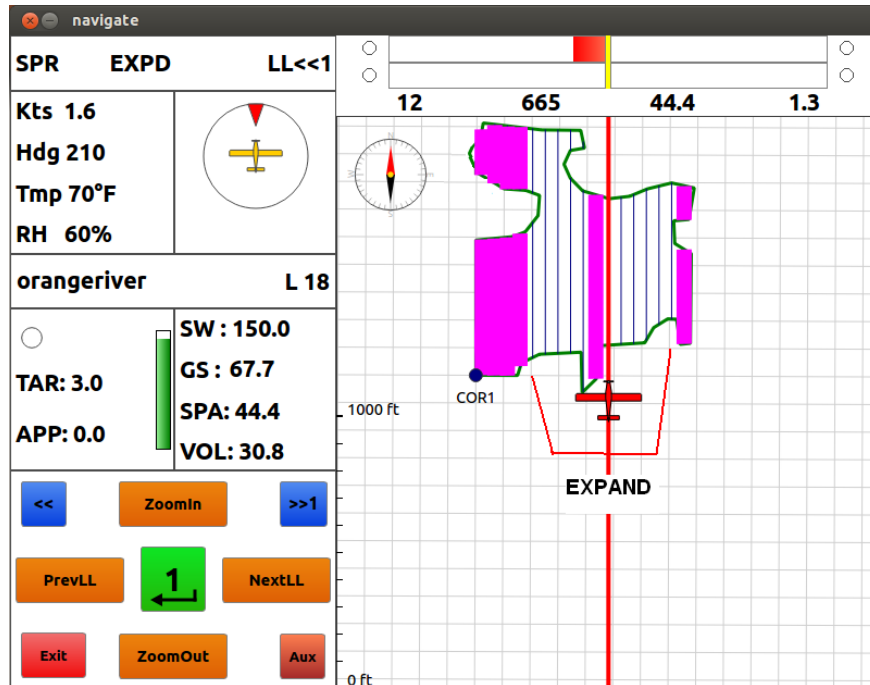 navigate
SPR EXPD LL<<1
Kts 1.6
Hdg 210
Tmp 70°F
RH 60%
orangeriver L 18
TAR: 3.0
APP: 0.0
SW : 150.0
GS : 67.7
SPA: 44.4
VOL: 30.8
<< ZoomIn >>1
PrevLL 1 NextLL
Exit ZoomOut Aux
12 665 44.4 1.3
N
E
S
W
COR1
1000 ft
EXPAND
0 ft